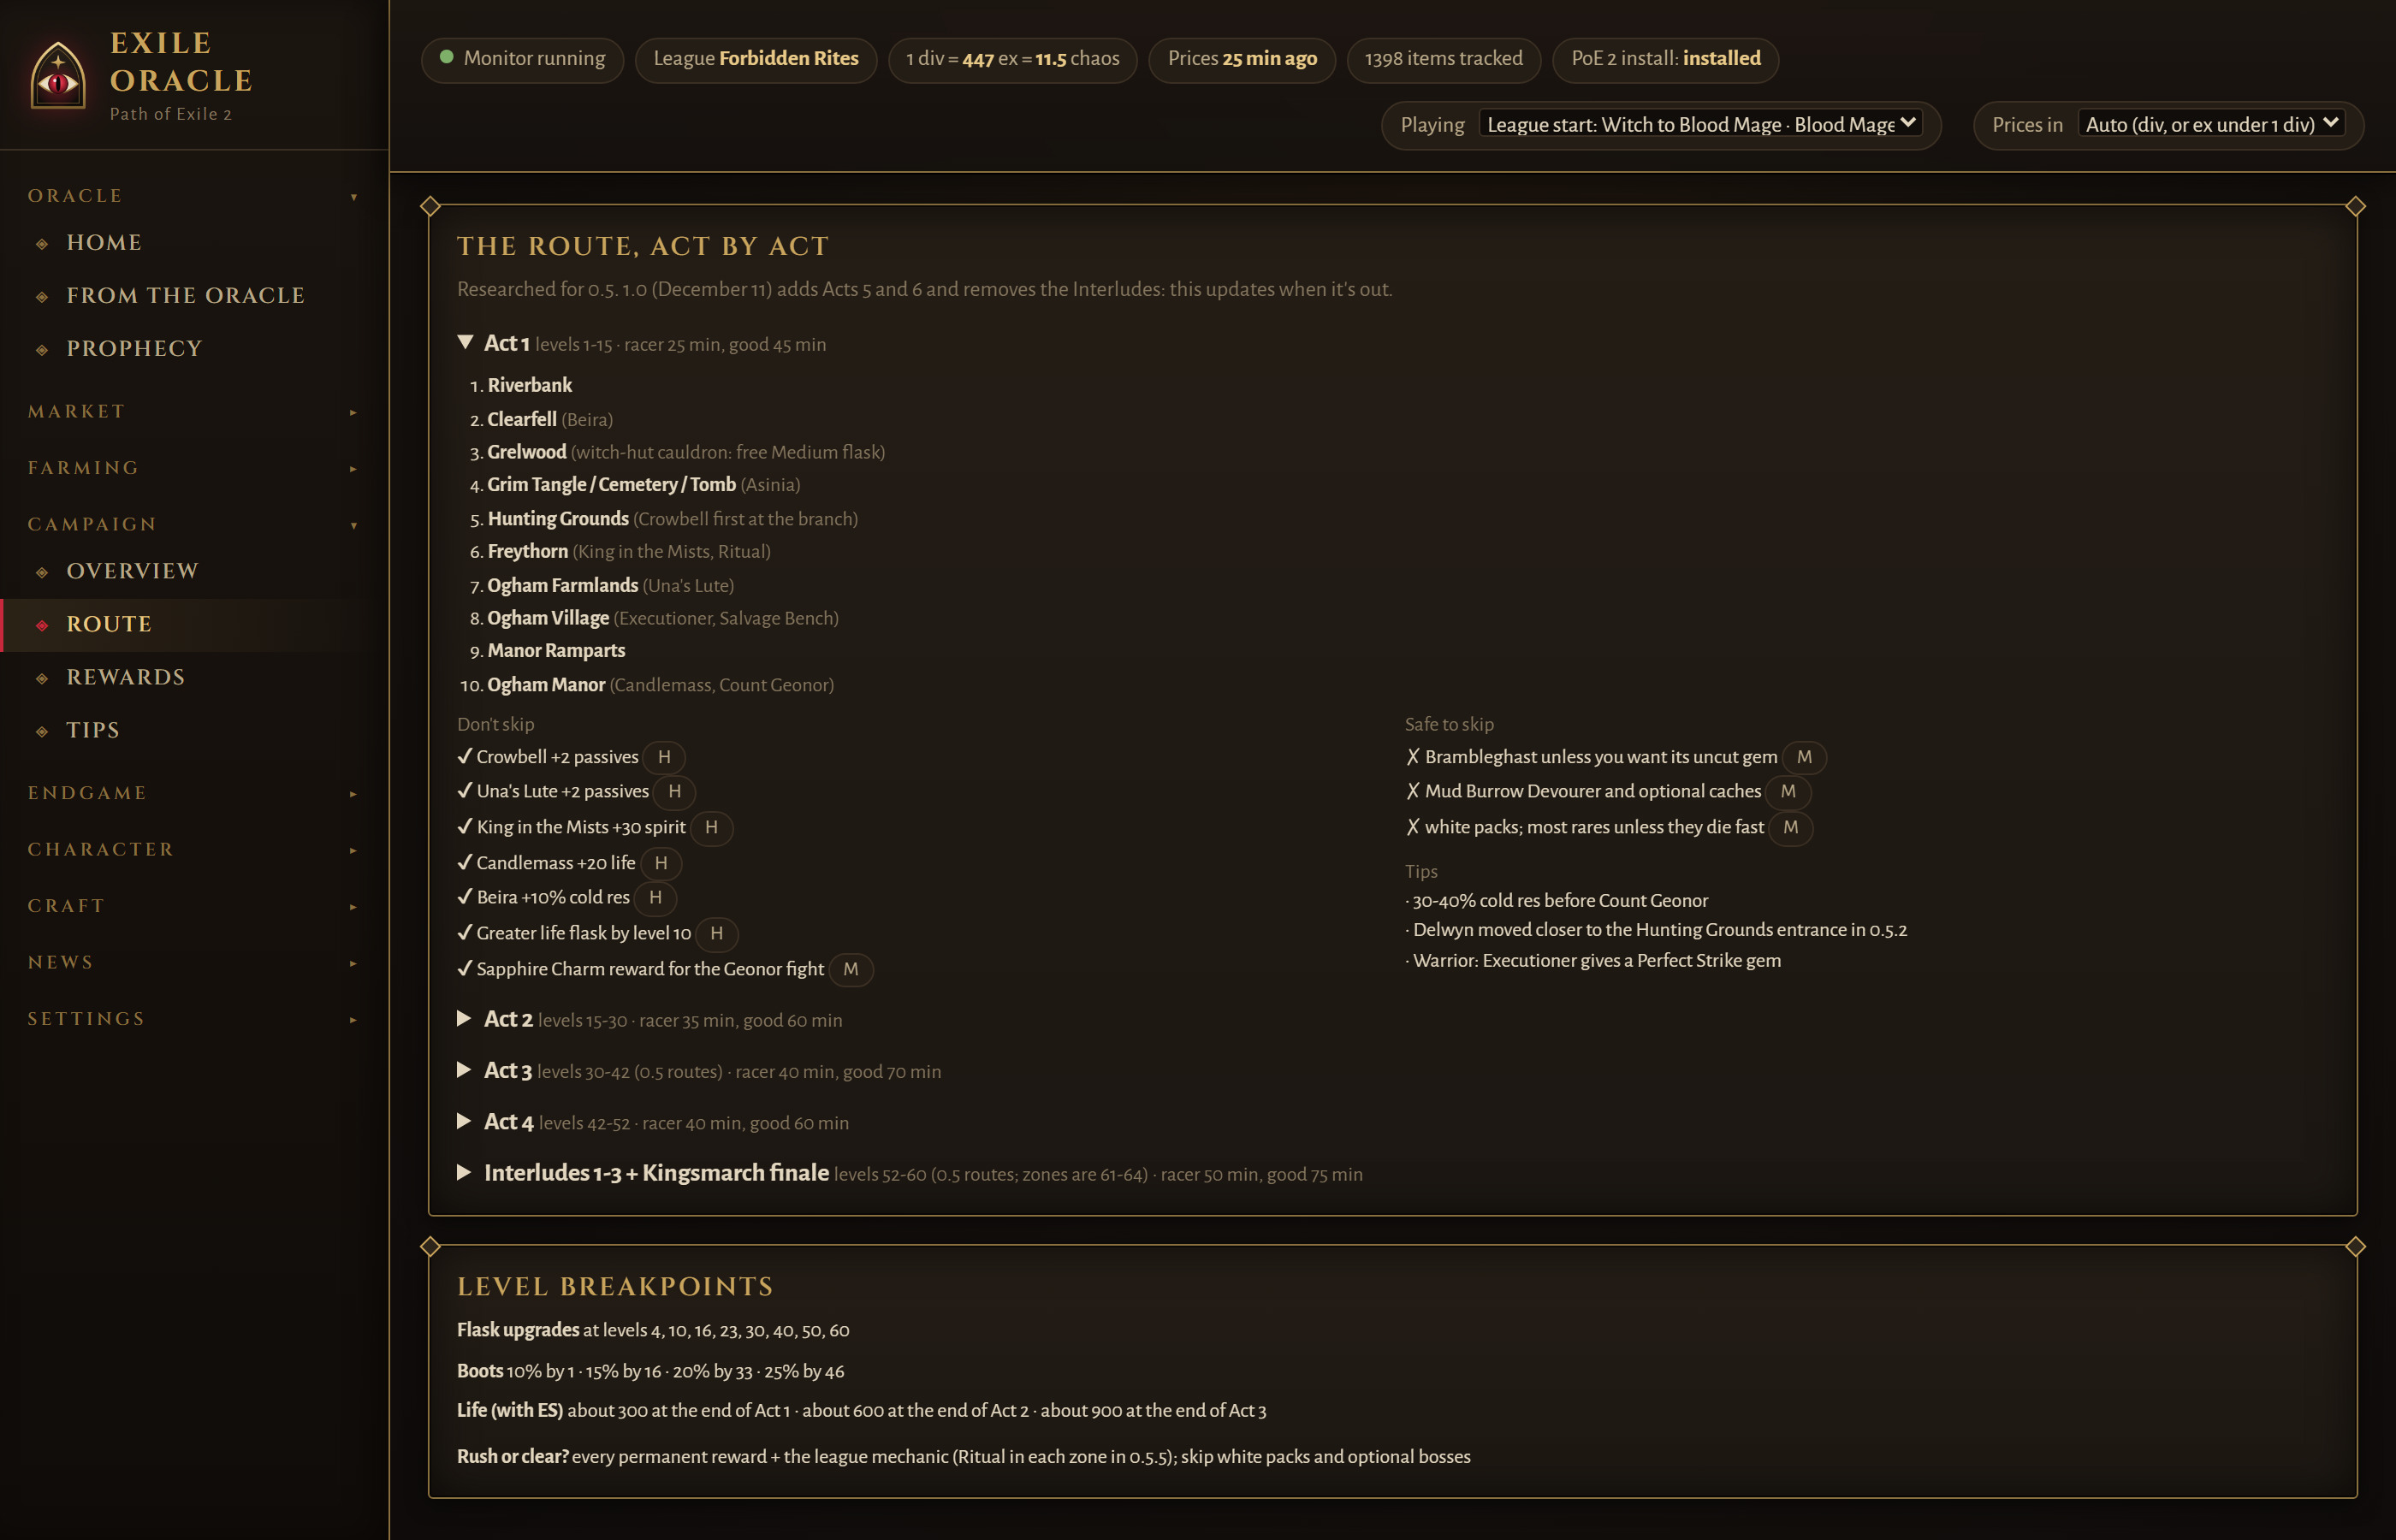 EXILE
ORACLE
Path of Exile 2
ORACLE
HOME
FROM THE ORACLE
PROPHECY
MARKET
FARMING
CAMPAIGN
OVERVIEW
ROUTE
REWARDS
TIPS
ENDGAME
CHARACTER
CRAFT
NEWS
SETTINGS
Monitor running
League Forbidden Rites
1 div = 447 ex = 11.5 chaos
Prices 25 min ago
1398 items tracked
PoE 2 install: installed
Playing League start: Witch to Blood Mage · Blood Mage
Prices in Auto (div, or ex under 1 div)
THE ROUTE, ACT BY ACT
Researched for 0.5. 1.0 (December 11) adds Acts 5 and 6 and removes the Interludes: this updates when it's out.
Act 1 levels 1-15 · racer 25 min, good 45 min
1. Riverbank
2. Clearfell (Beira)
3. Grelwood (witch-hut cauldron: free Medium flask)
4. Grim Tangle / Cemetery / Tomb (Asinia)
5. Hunting Grounds (Crowbell first at the branch)
6. Freythorn (King in the Mists, Ritual)
7. Ogham Farmlands (Una's Lute)
8. Ogham Village (Executioner, Salvage Bench)
9. Manor Ramparts
10. Ogham Manor (Candlemass, Count Geonor)
Don't skip
✓ Crowbell +2 passives H
✓ Una's Lute +2 passives H
✓ King in the Mists +30 spirit H
✓ Candlemass +20 life H
✓ Beira +10% cold res H
✓ Greater life flask by level 10 H
✓ Sapphire Charm reward for the Geonor fight M
Safe to skip
✗ Brambleghast unless you want its uncut gem M
✗ Mud Burrow Devourer and optional caches M
✗ white packs; most rares unless they die fast M
Tips
· 30-40% cold res before Count Geonor
· Delwyn moved closer to the Hunting Grounds entrance in 0.5.2
· Warrior: Executioner gives a Perfect Strike gem
Act 2 levels 15-30 · racer 35 min, good 60 min
Act 3 levels 30-42 (0.5 routes) · racer 40 min, good 70 min
Act 4 levels 42-52 · racer 40 min, good 60 min
Interludes 1-3 + Kingsmarch finale levels 52-60 (0.5 routes; zones are 61-64) · racer 50 min, good 75 min
LEVEL BREAKPOINTS
Flask upgrades at levels 4, 10, 16, 23, 30, 40, 50, 60
Boots 10% by 1 · 15% by 16 · 20% by 33 · 25% by 46
Life (with ES) about 300 at the end of Act 1 · about 600 at the end of Act 2 · about 900 at the end of Act 3
Rush or clear? every permanent reward + the league mechanic (Ritual in each zone in 0.5.5); skip white packs and optional bosses